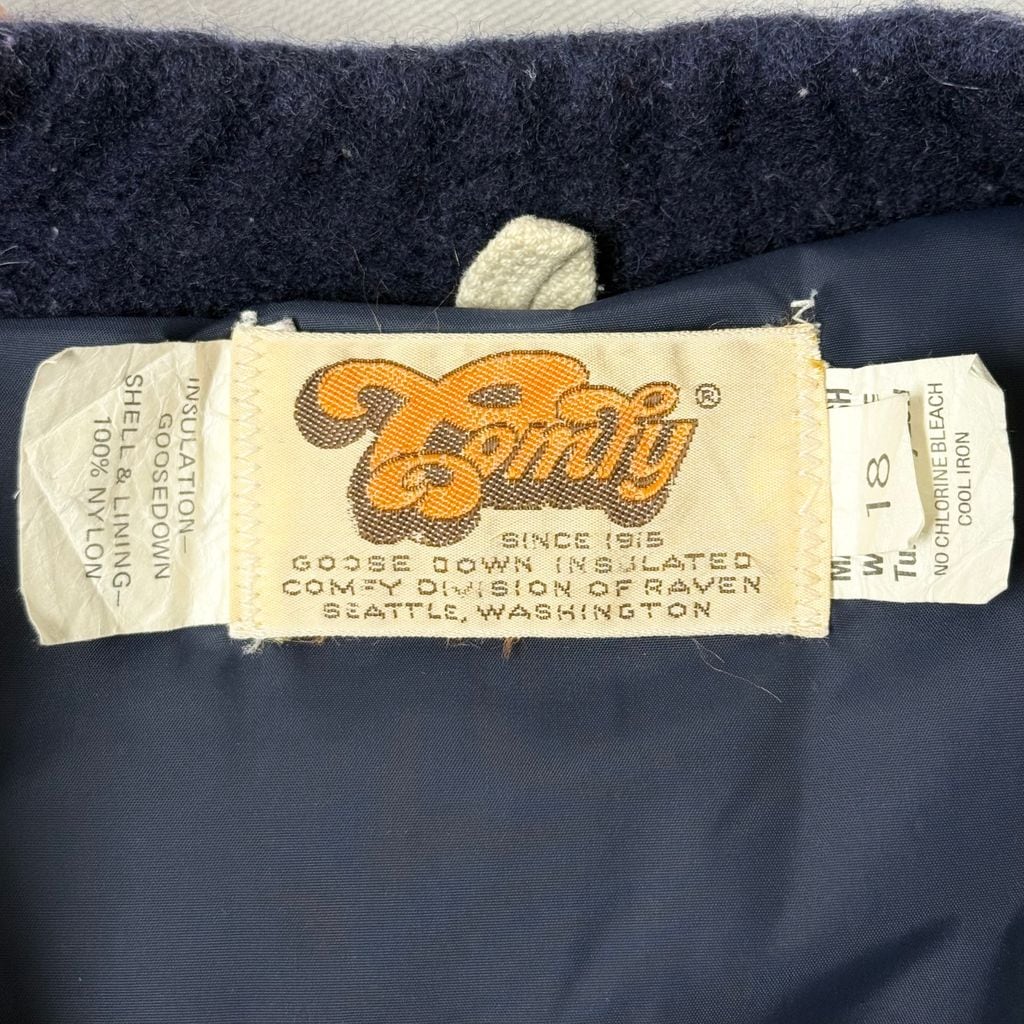 INSULATION—
GOOSEDOWN
SHELL & LINING—
100% NYLON
Comfy®
SINCE 1915
GOOSE DOWN INSULATED
COMFY DIVISION OF RAVEN
SEATTLE, WASHINGTON
M
18
NO CHLORINE BLEACH
COOL IRON